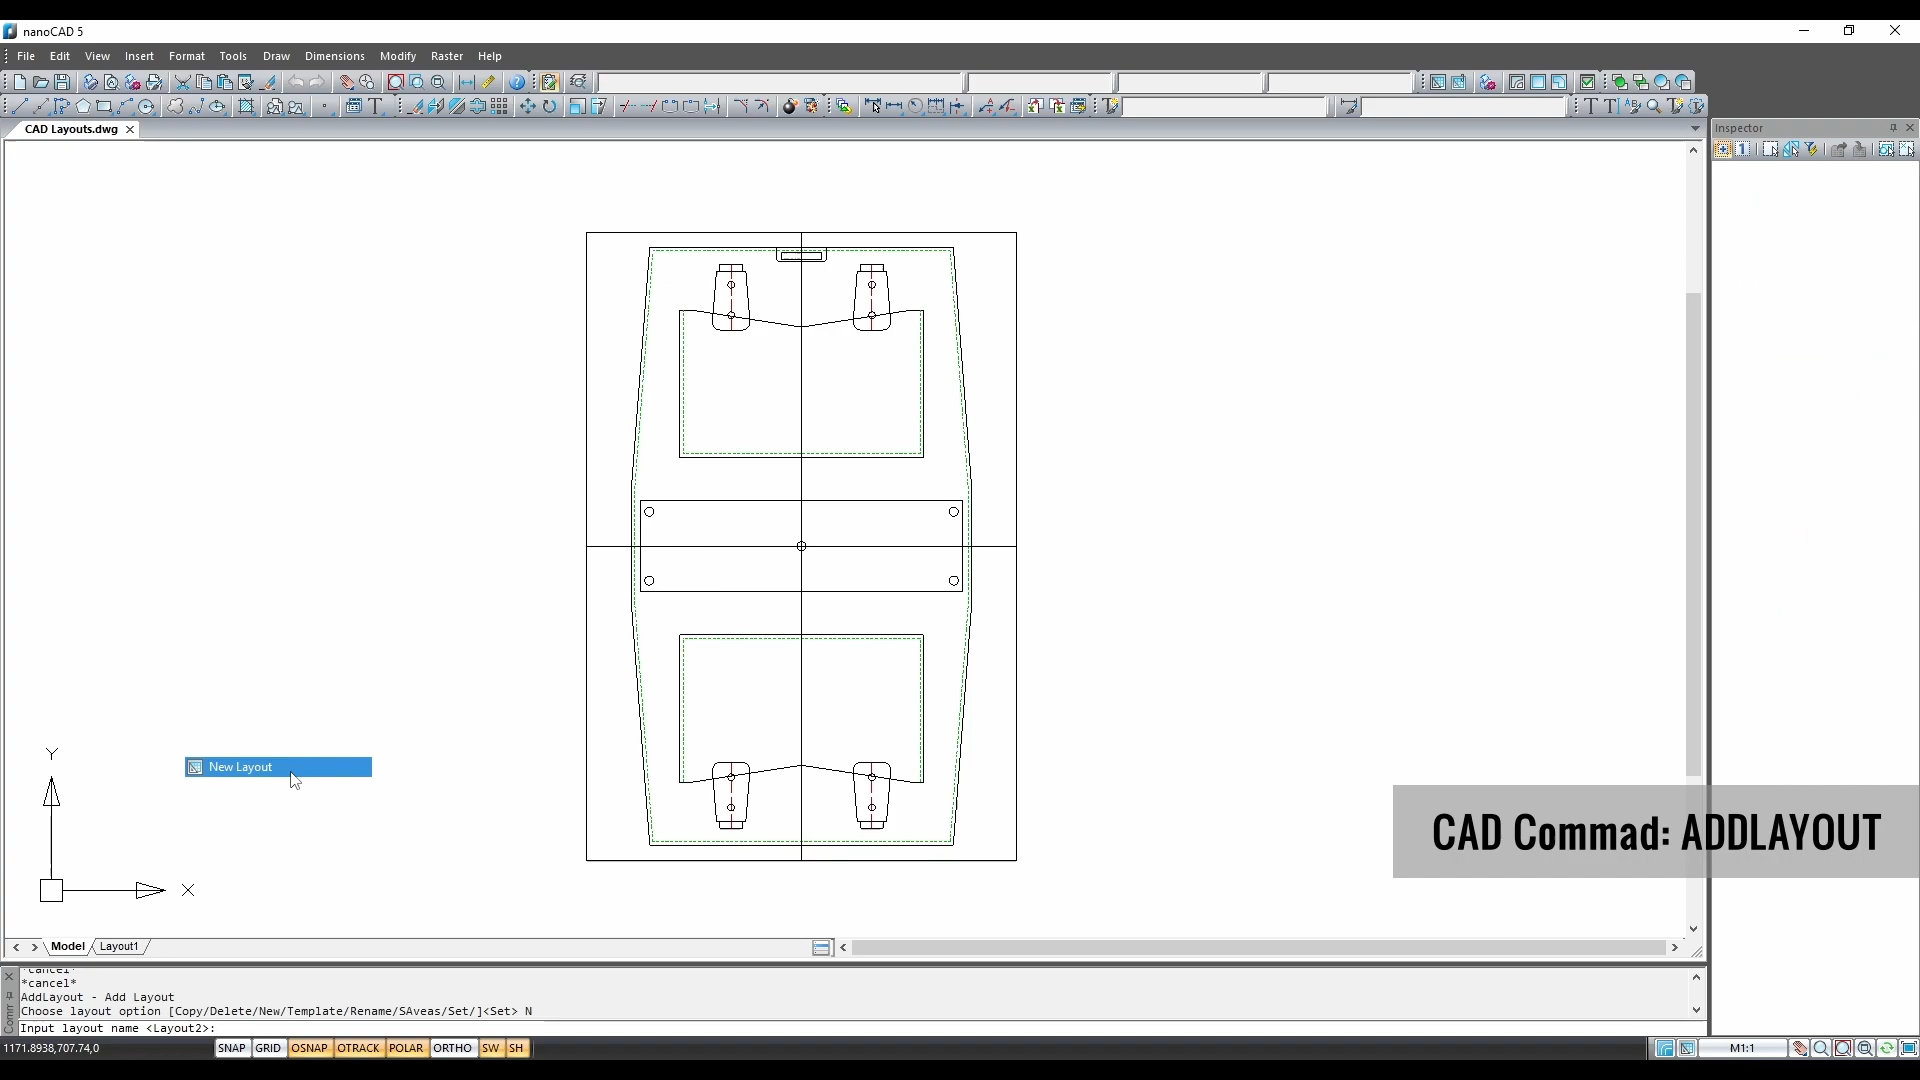 nanoCAD 5
File Edit View Insert Format Tools Draw Dimensions Modify Raster Help
CAD Layouts.dwg
Inspector
1
Y
X
New Layout
CAD Commad: ADDLAYOUT
Model Layout1
*cancel*
*cancel*
AddLayout - Add Layout
Choose layout option [Copy/Delete/New/Template/Rename/SAveas/Set/]<Set> N
Input layout name <Layout2>:
1171.8938,707.74,0 SNAP GRID OSNAP OTRACK POLAR ORTHO SW SH M1:1